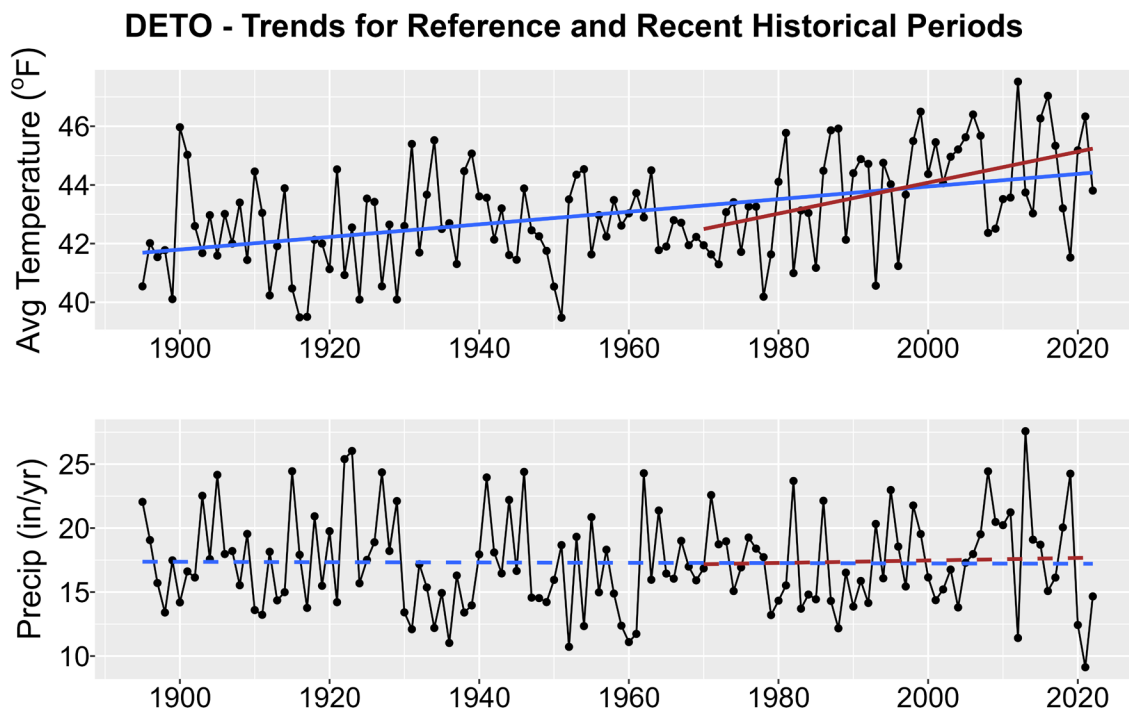 DETO - Trends for Reference and Recent Historical Periods
Avg Temperature (°F)
46
44
42
40
1900 1920 1940 1960 1980 2000 2020
Precip (in/yr)
25
20
15
10
1900 1920 1940 1960 1980 2000 2020